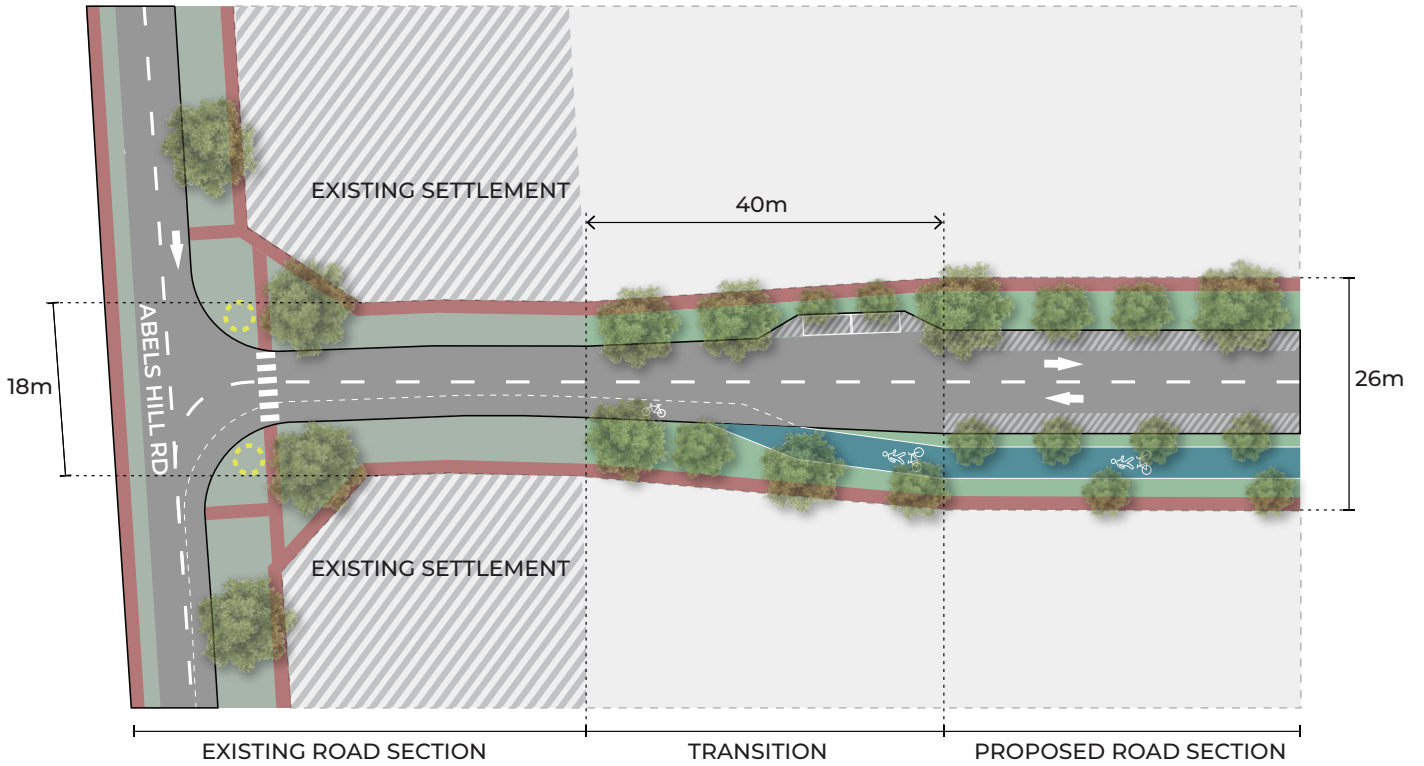 EXISTING SETTLEMENT
40m
ABELS HILL RD
18m
26m
EXISTING SETTLEMENT
EXISTING ROAD SECTION
TRANSITION
PROPOSED ROAD SECTION